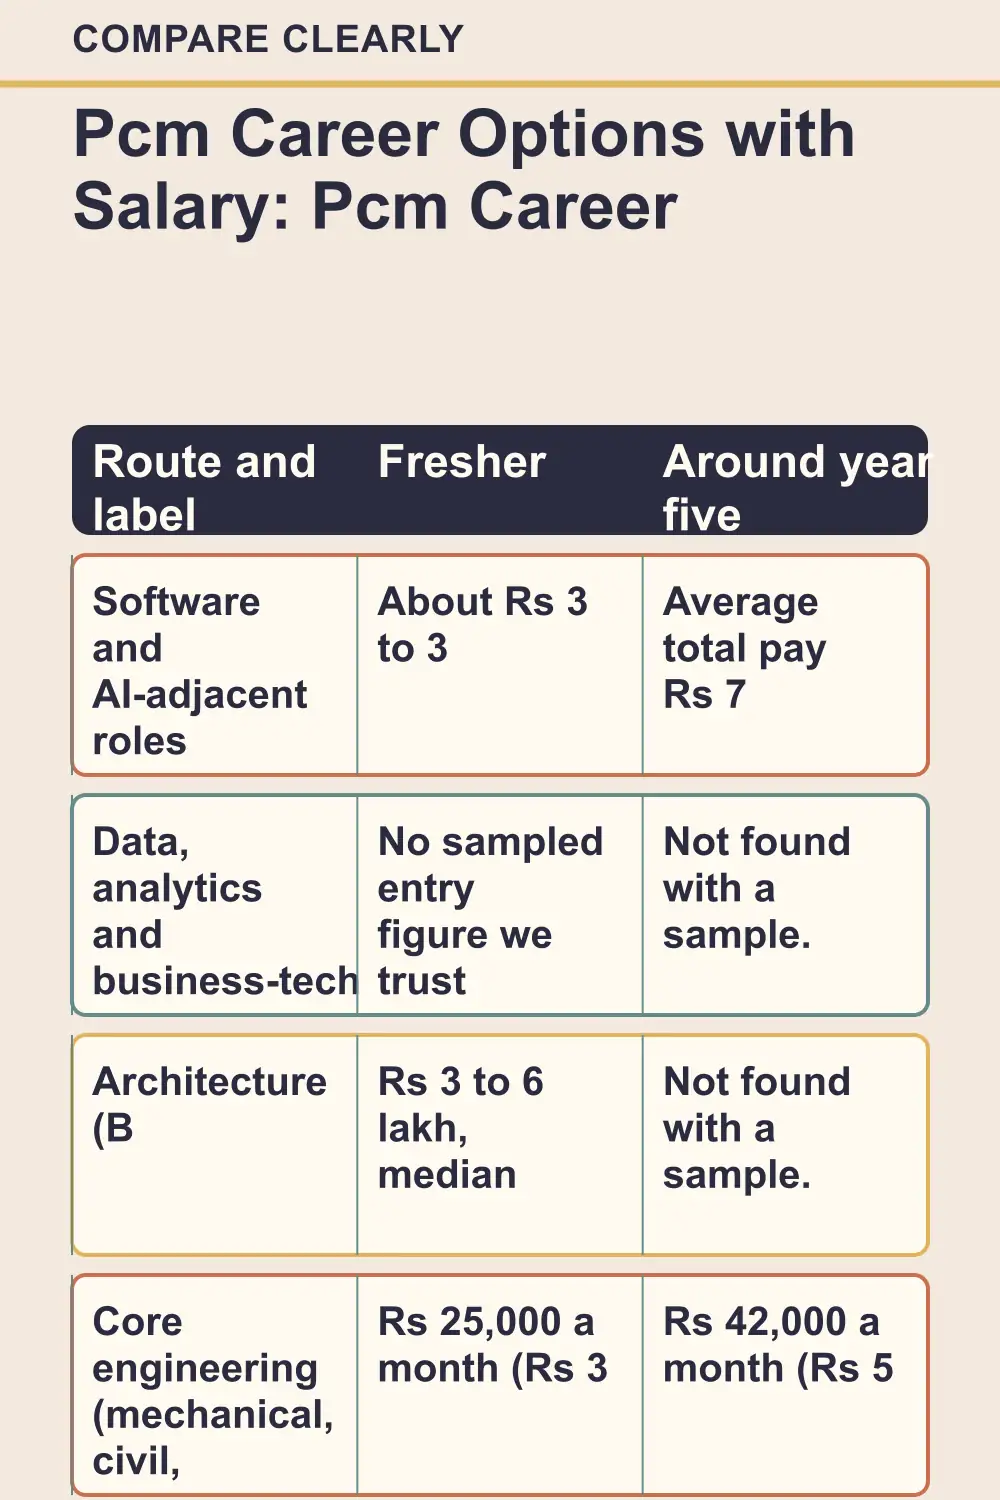 COMPARE CLEARLY
Pcm Career Options with
Salary: Pcm Career
Route and
label
Fresher
Around year
five
Software
and
AI-adjacent
roles
About Rs 3
to 3
Average
total pay
Rs 7
Data,
analytics
and
business-tech
No sampled
entry
figure we
trust
Not found
with a
sample.
Architecture
(B
Rs 3 to 6
lakh,
median
Not found
with a
sample.
Core
engineering
(mechanical,
civil,
Rs 25,000 a
month (Rs 3
Rs 42,000 a
month (Rs 5